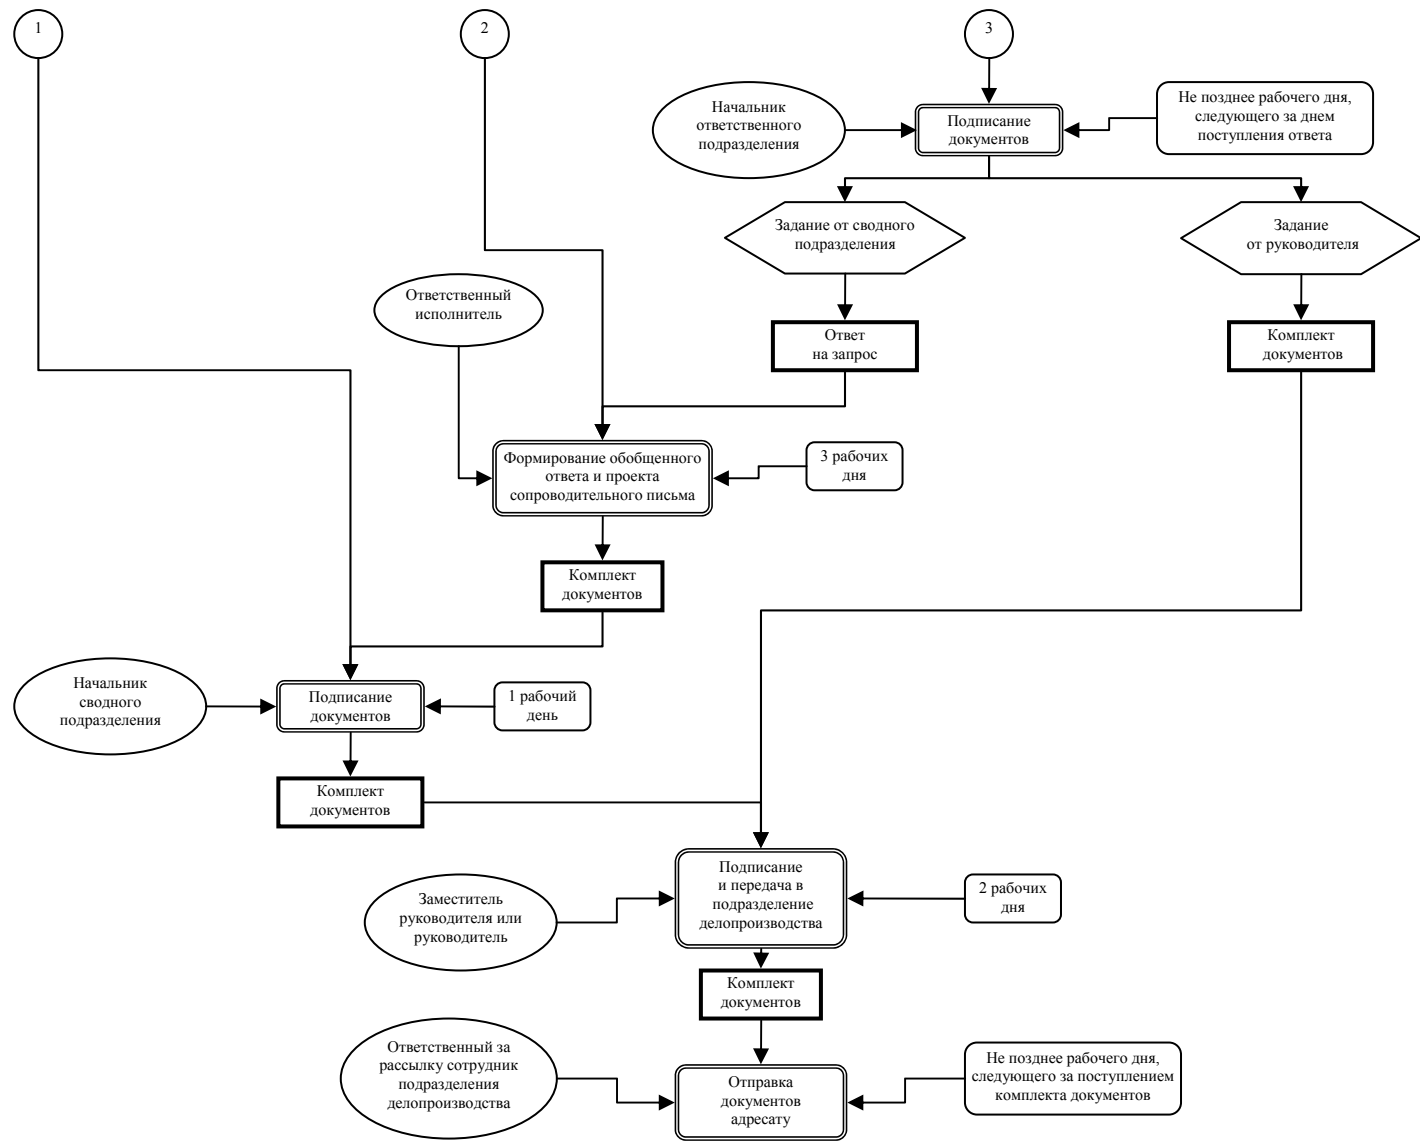 1
2
3
Начальник
ответственного
подразделения
Подписание
документов
Не позднее рабочего дня,
следующего за днем
поступления ответа
Задание от сводного
подразделения
Задание
от руководителя
Ответственный
исполнитель
Ответ
на запрос
Комплект
документов
Формирование обобщенного
ответа и проекта
сопроводительного письма
3 рабочих
дня
Комплект
документов
Начальник
сводного
подразделения
Подписание
документов
1 рабочий
день
Комплект
документов
Заместитель
руководителя или
руководитель
Подписание
и передача в
подразделение
делопроизводства
2 рабочих
дня
Комплект
документов
Ответственный за
рассылку сотрудник
подразделения
делопроизводства
Отправка
документов
адресату
Не позднее рабочего дня,
следующего за поступлением
комплекта документов